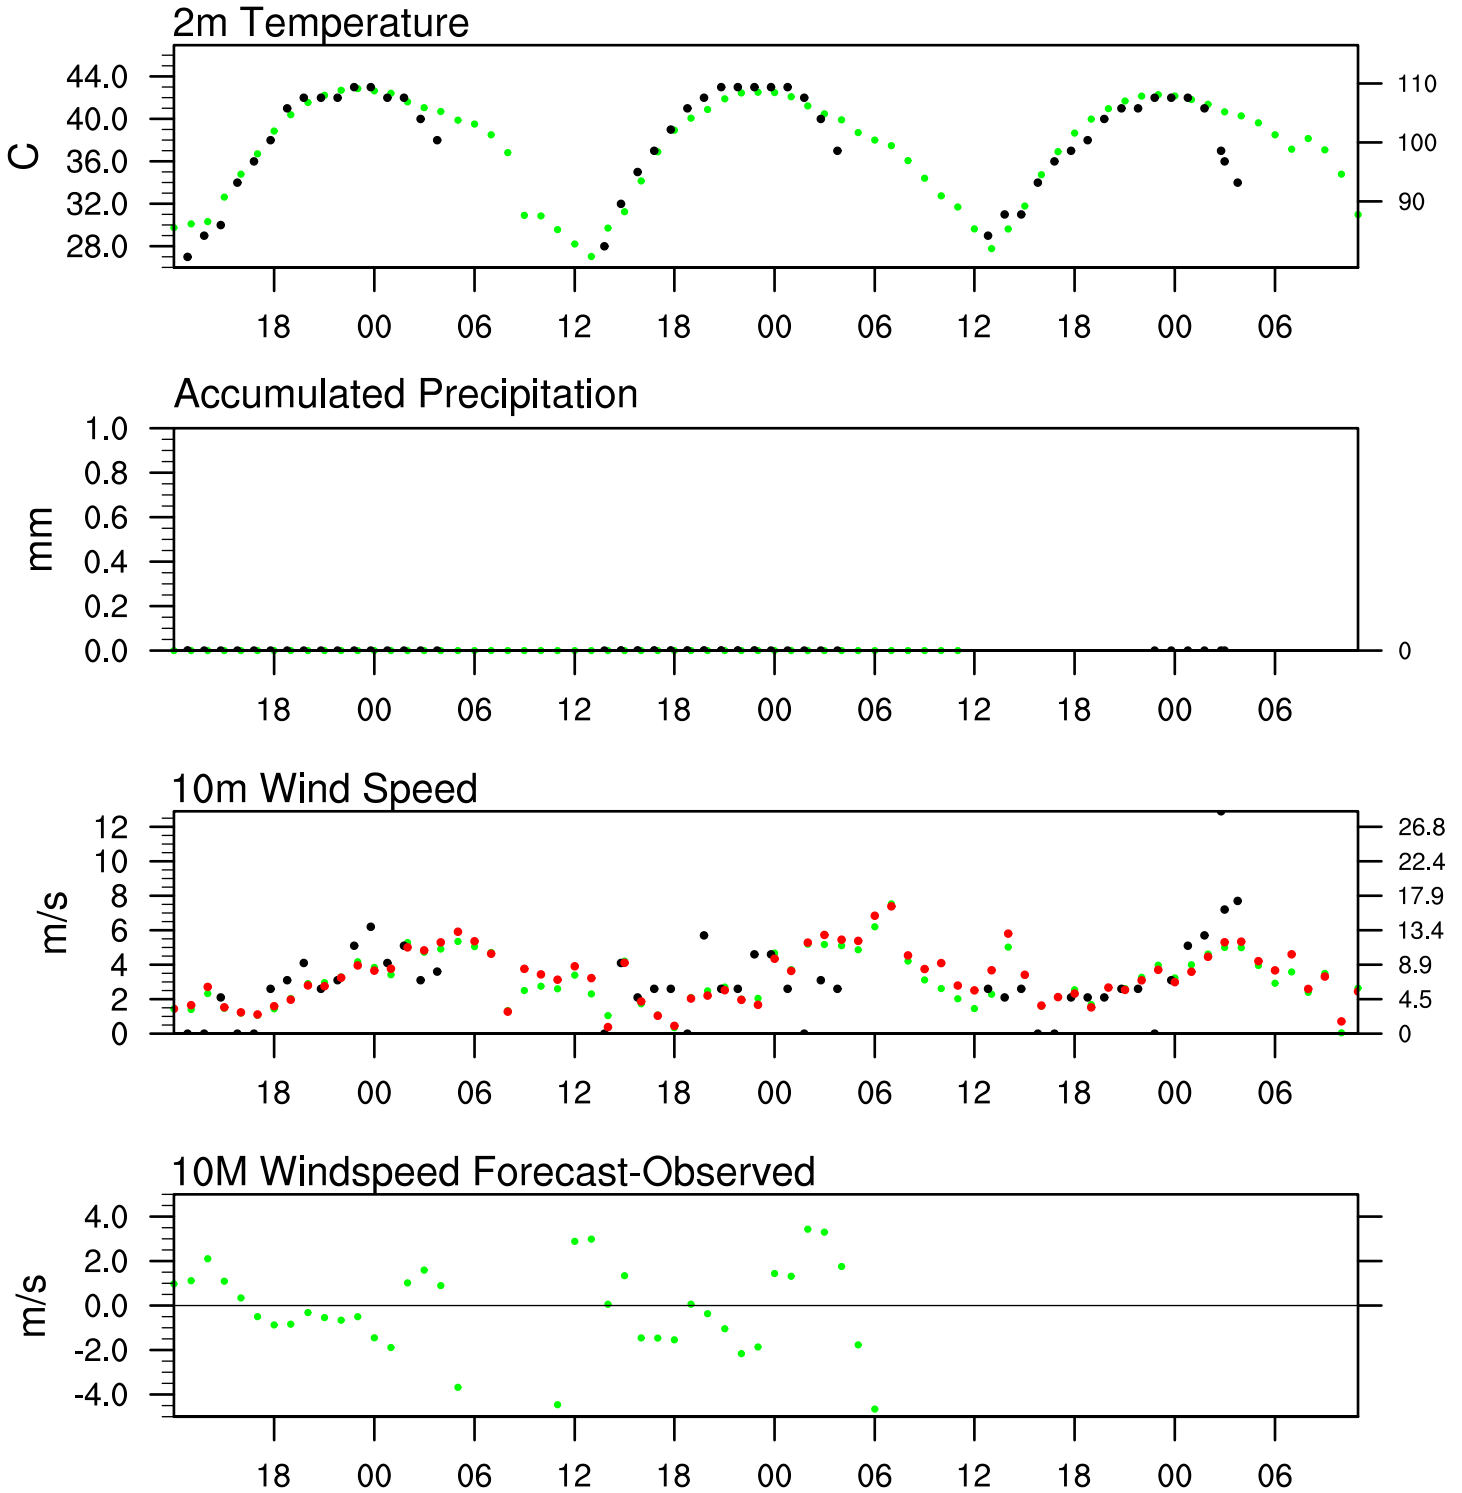 2m Temperature
44.0
40.0
36.0
32.0
28.0
C
110
100
90
18 00 06 12 18 00 06 12 18 00 06
Accumulated Precipitation
1.0
0.8
0.6
0.4
0.2
0.0
mm
0
18 00 06 12 18 00 06 12 18 00 06
10m Wind Speed
12
10
8
6
4
2
0
m/s
26.8
22.4
17.9
13.4
8.9
4.5
0
18 00 06 12 18 00 06 12 18 00 06
10M Windspeed Forecast-Observed
4.0
2.0
0.0
-2.0
-4.0
m/s
18 00 06 12 18 00 06 12 18 00 06